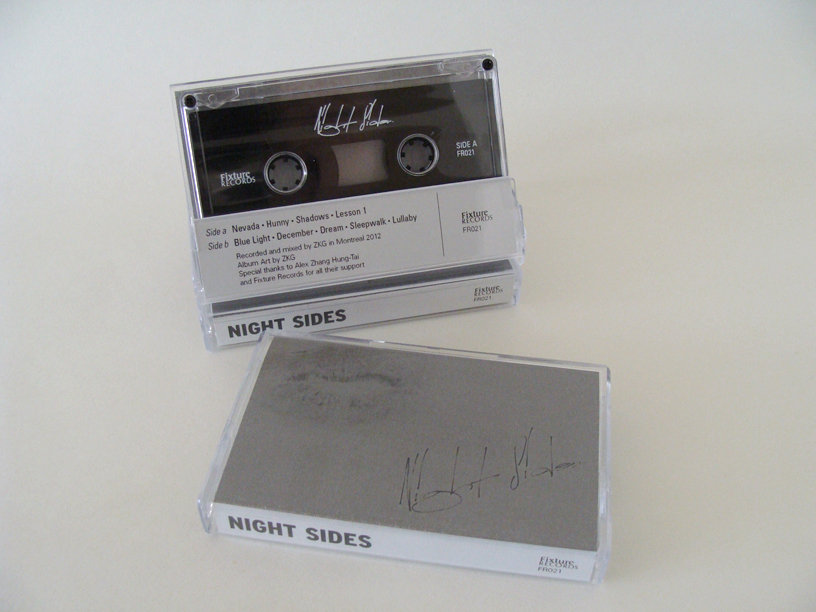 Night Sides
SIDE A
FR021
Fixture
RECORDS
Side a Nevada • Hunny • Shadows • Lesson 1
Side b Blue Light • December • Dream • Sleepwalk • Lullaby
Recorded and mixed by ZKG in Montreal 2012
Album Art by ZKG
Special thanks to Alex Zhang Hung-Tai
and Fixture Records for all their support
Fixture
RECORDS
FR021
NIGHT SIDES
Fixture
RECORDS
FR021
Night Sides
NIGHT SIDES
Fixture
RECORDS
FR021